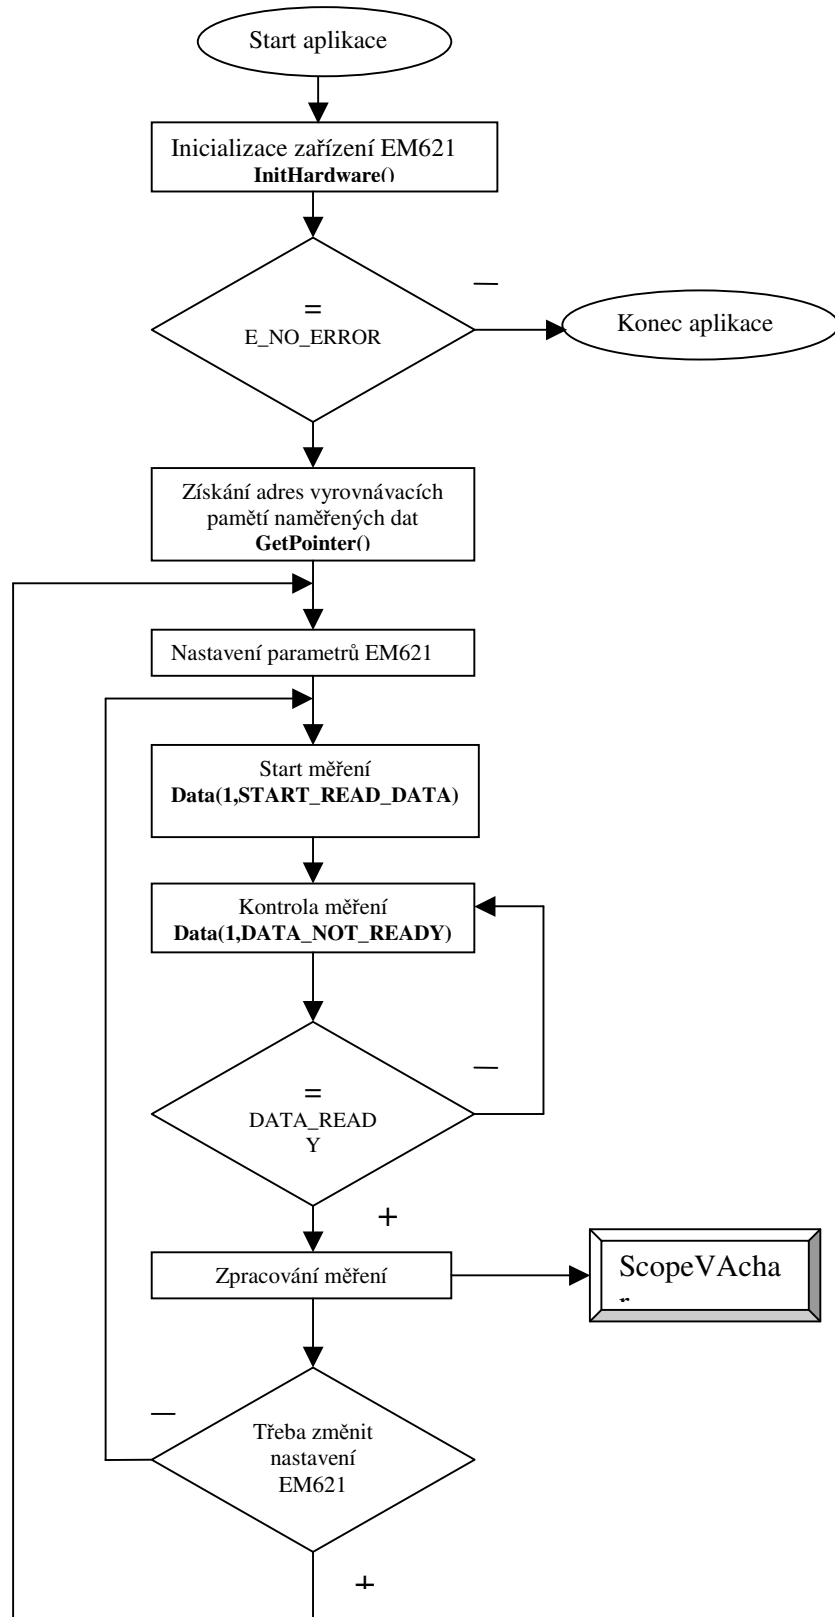 Start aplikace
Inicializace zařízení EM621
InitHardware()
–
=
E_NO_ERROR
Konec aplikace
Získání adres vyrovnávacích
pamětí naměřených dat
GetPointer()
Nastavení parametrů EM621
Start měření
Data(1,START_READ_DATA)
Kontrola měření
Data(1,DATA_NOT_READY)
–
=
DATA_READ
Y
+
Zpracování měření
ScopeVAcha
r
–
Třeba změnit
nastavení
EM621
+